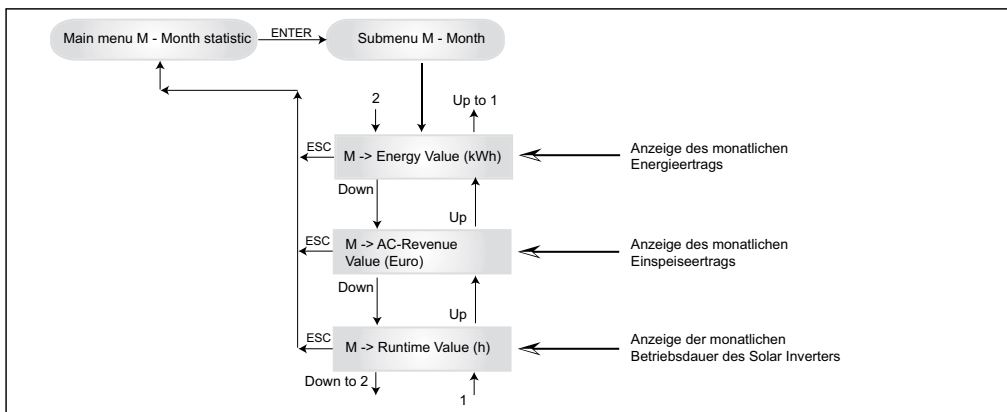 Main menu M - Month statistic
ENTER
Submenu M - Month
2
Up to 1
ESC
M -> Energy Value (kWh)
Anzeige des monatlichen
Energieertrags
Down
Up
ESC
M -> AC-Revenue
Value (Euro)
Anzeige des monatlichen
Einspeiseertrags
Down
Up
ESC
M -> Runtime Value (h)
Anzeige der monatlichen
Betriebsdauer des Solar Inverters
Down to 2
1